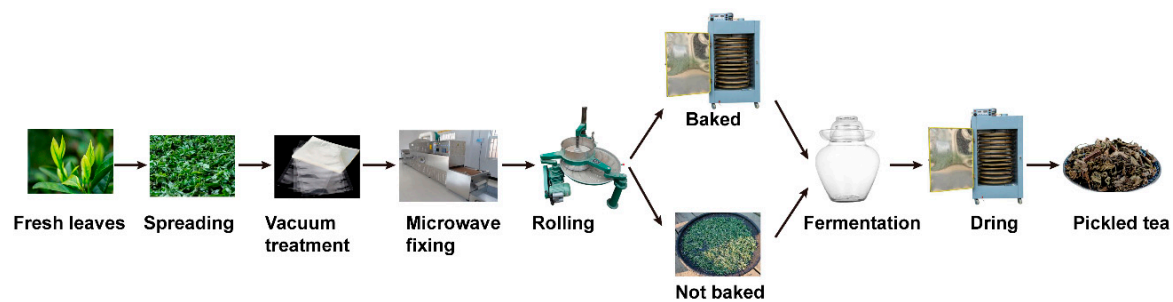 Baked
Fresh leaves
Spreading
Vacuum
treatment
Microwave
fixing
Rolling
Fermentation
Dring
Pickled tea
Not baked